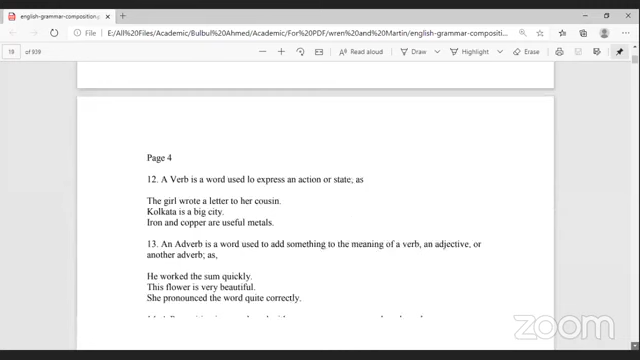 english-grammar-composition.p
File E:/All%20Files/Academic/Bulbul%20Ahmed/Academic/For%20PDF/wren%20and%20Martin/english-grammar-compositi...
19 of 939 Read aloud Draw Highlight Erase
Page 4
12. A Verb is a word used lo express an action or state, as
The girl wrote a letter to her cousin.
Kolkata is a big city.
Iron and copper are useful metals.
13. An Adverb is a word used to add something to the meaning of a verb, an adjective, or
another adverb; as,
He worked the sum quickly.
This flower is very beautiful.
She pronounced the word quite correctly.
zoom